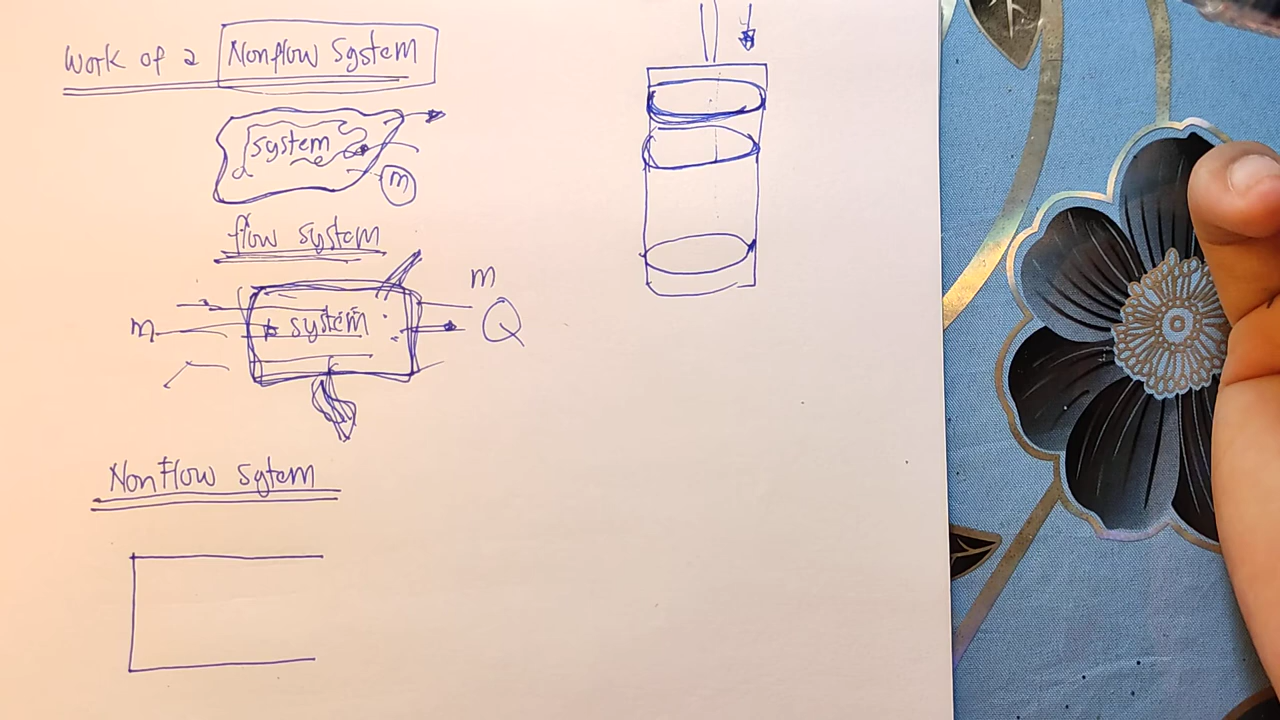 Work of a Nonflow System
system
m
flow system
m
m
system
Q
Nonflow Sytem